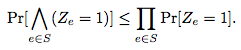 Pr[⋀_{e∈S}(Z_e = 1)] ≤ ∏_{e∈S} Pr[Z_e = 1].